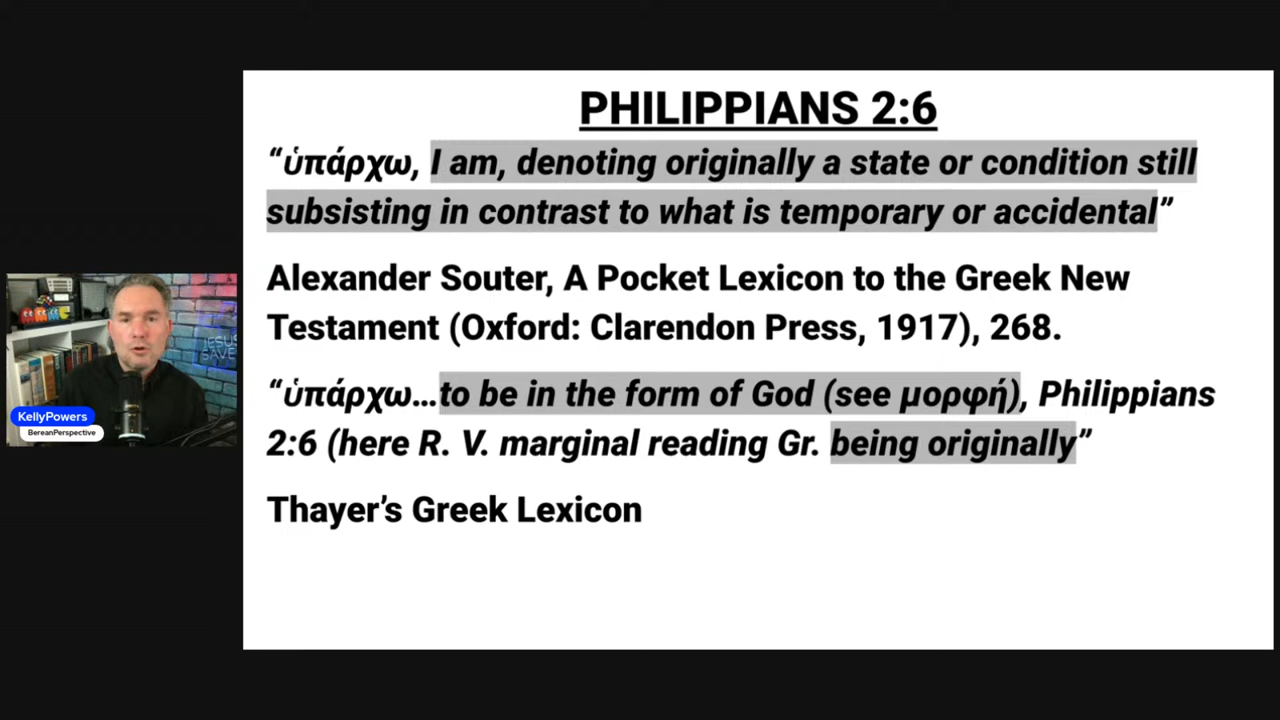 PHILIPPIANS 2:6
“ὑπάρχω, I am, denoting originally a state or condition still
subsisting in contrast to what is temporary or accidental”
Alexander Souter, A Pocket Lexicon to the Greek New
Testament (Oxford: Clarendon Press, 1917), 268.
“ὑπάρχω…to be in the form of God (see μορφή), Philippians
2:6 (here R. V. marginal reading Gr. being originally”
Thayer’s Greek Lexicon
JESUS
SAVE
KellyPowers
BereanPerspective